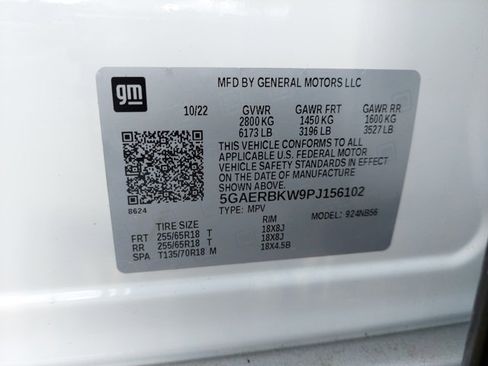 gm
MFD BY GENERAL MOTORS LLC
10/22 GVWR GAWR FRT GAWR RR
2800 KG 1450 KG 1600 KG
6173 LB 3196 LB 3527 LB
THIS VEHICLE CONFORMS TO ALL
APPLICABLE U.S. FEDERAL MOTOR
VEHICLE SAFETY STANDARDS IN EFFECT
ON THE DATE OF MANUFACTURE
SHOWN ABOVE.
5GAERBKW9PJ156102
8624
TYPE: MPV MODEL: 924NB56
TIRE SIZE RIM
FRT 255/65R18 T 18X8J
RR 255/65R18 T 18X8J
SPA T135/70R18 M 18X4.5B